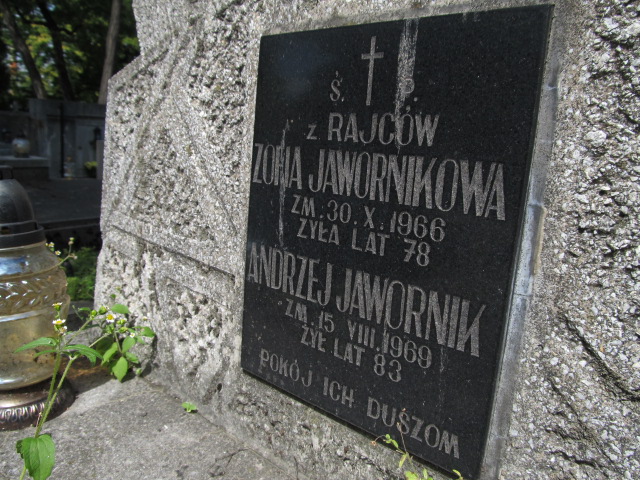 Ś. P.
z RAJCÓW
ZOFIA JAWORNIKOWA
ZM. 30. X. 1966
ŻYŁA LAT 78
ANDRZEJ JAWORNIK
ZM. 15 VIII. 1969
ŻYŁ LAT 83
POKÓJ ICH DUSZOM